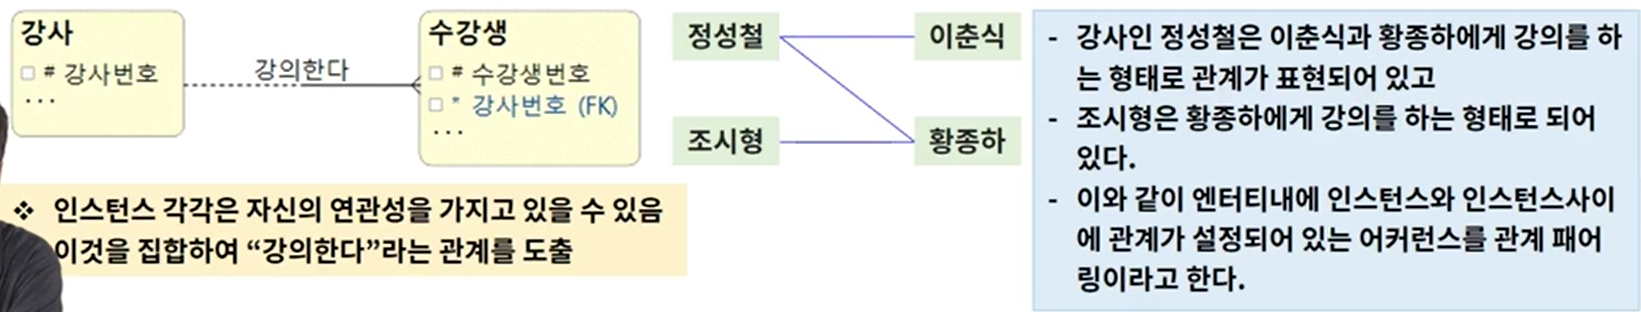 강사
# 강사번호
...
강의한다
수강생
# 수강생번호
* 강사번호 (FK)
...
❖ 인스턴스 각각은 자신의 연관성을 가지고 있을 수 있음
이것을 집합하여 “강의한다”라는 관계를 도출
정성철
이춘식
조시형
황종하
- 강사인 정성철은 이춘식과 황종하에게 강의를 하
는 형태로 관계가 표현되어 있고
- 조시형은 황종하에게 강의를 하는 형태로 되어
있다.
- 이와 같이 엔터티내에 인스턴스와 인스턴스사이
에 관계가 설정되어 있는 어커런스를 관계 패어
링이라고 한다.